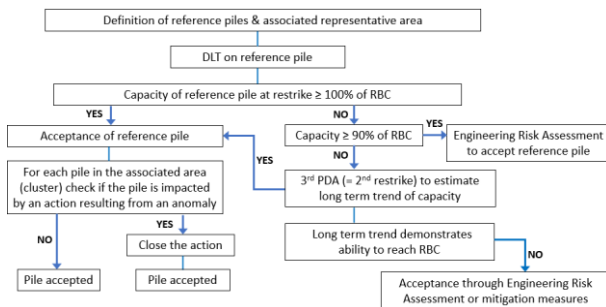 Definition of reference piles & associated representative area
DLT on reference pile
Capacity of reference pile at restrike ≥ 100% of RBC
YES
NO
Acceptance of reference pile
Capacity ≥ 90% of RBC
YES
Engineering Risk Assessment
to accept reference pile
YES
NO
For each pile in the associated area
(cluster) check if the pile is impacted
by an action resulting from an anomaly
3rd PDA (= 2nd restrike) to estimate
long term trend of capacity
NO
YES
Close the action
Long term trend demonstrates
ability to reach RBC
NO
Pile accepted
Pile accepted
Acceptance through Engineering Risk
Assessment or mitigation measures